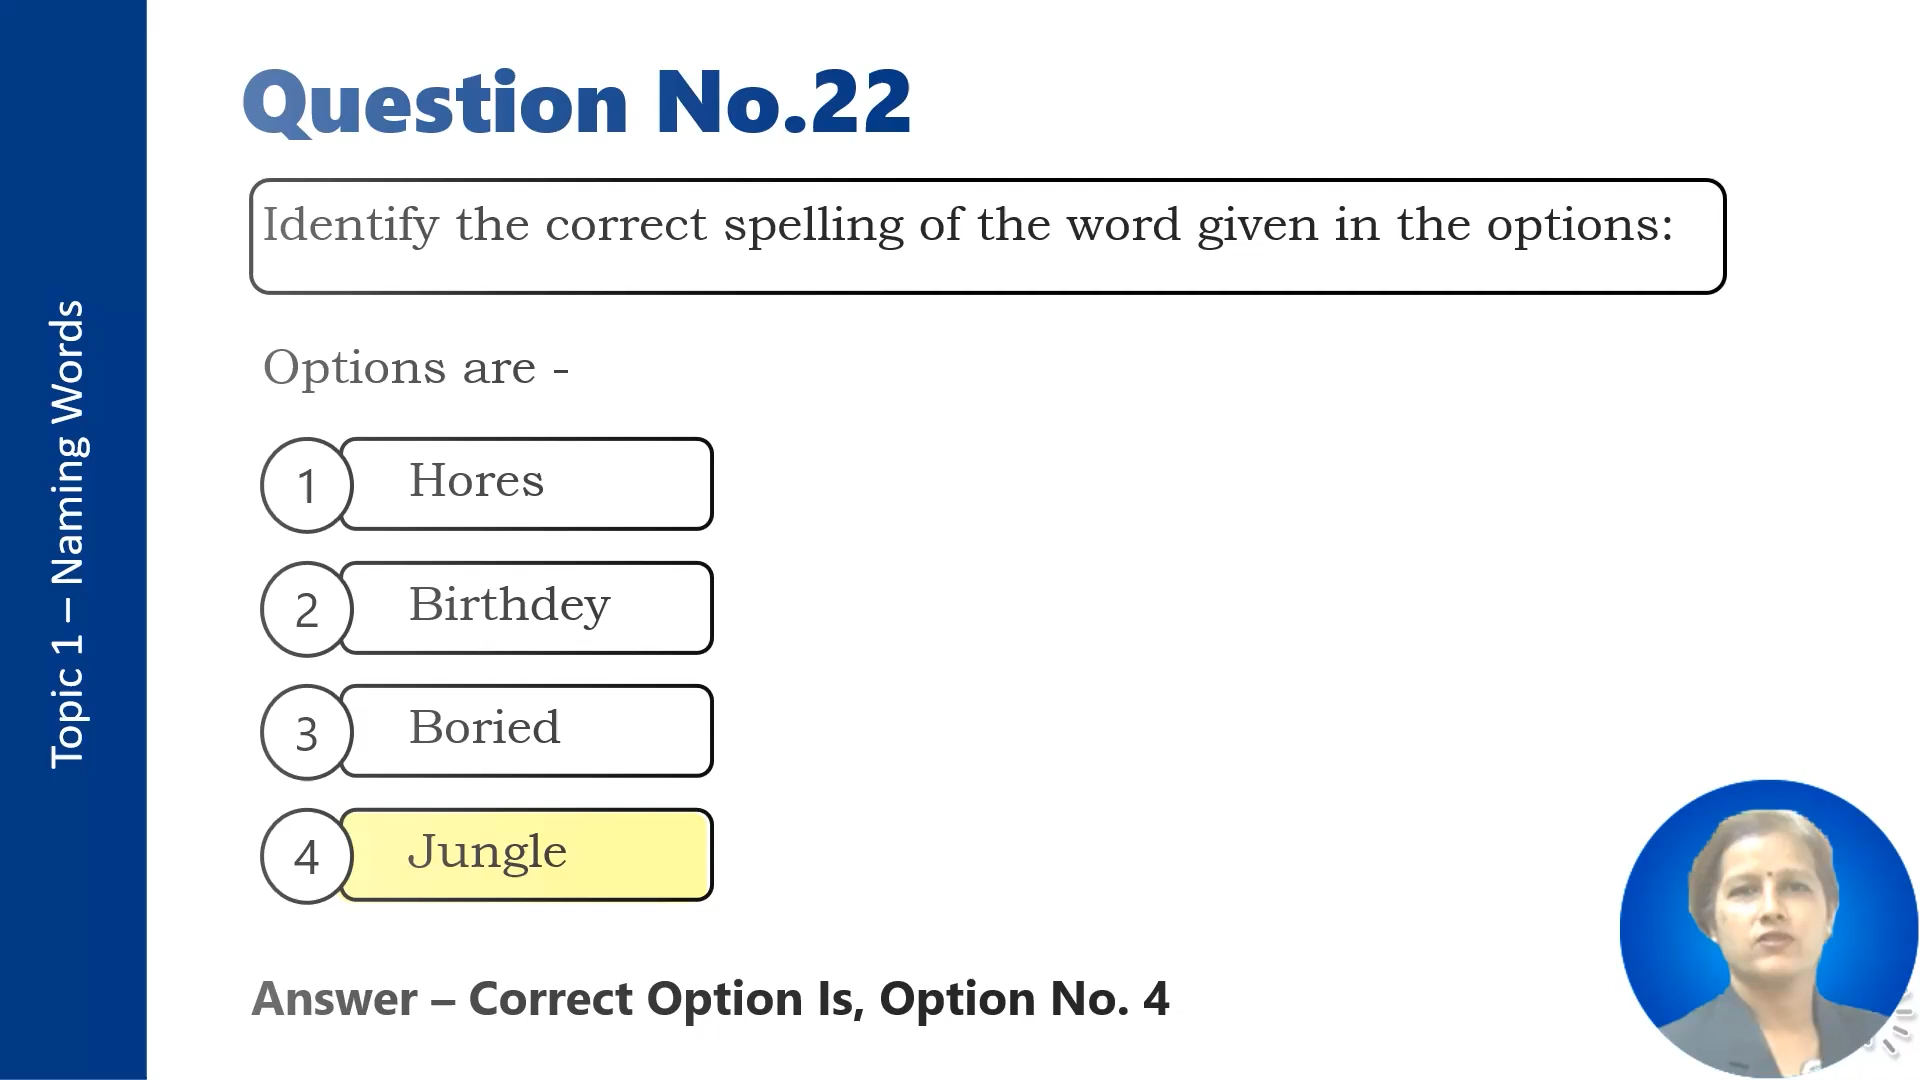 Topic 1 – Naming Words
Question No.22
Identify the correct spelling of the word given in the options:
Options are -
1 Hores
2 Birthdey
3 Boried
4 Jungle
Answer – Correct Option Is, Option No. 4